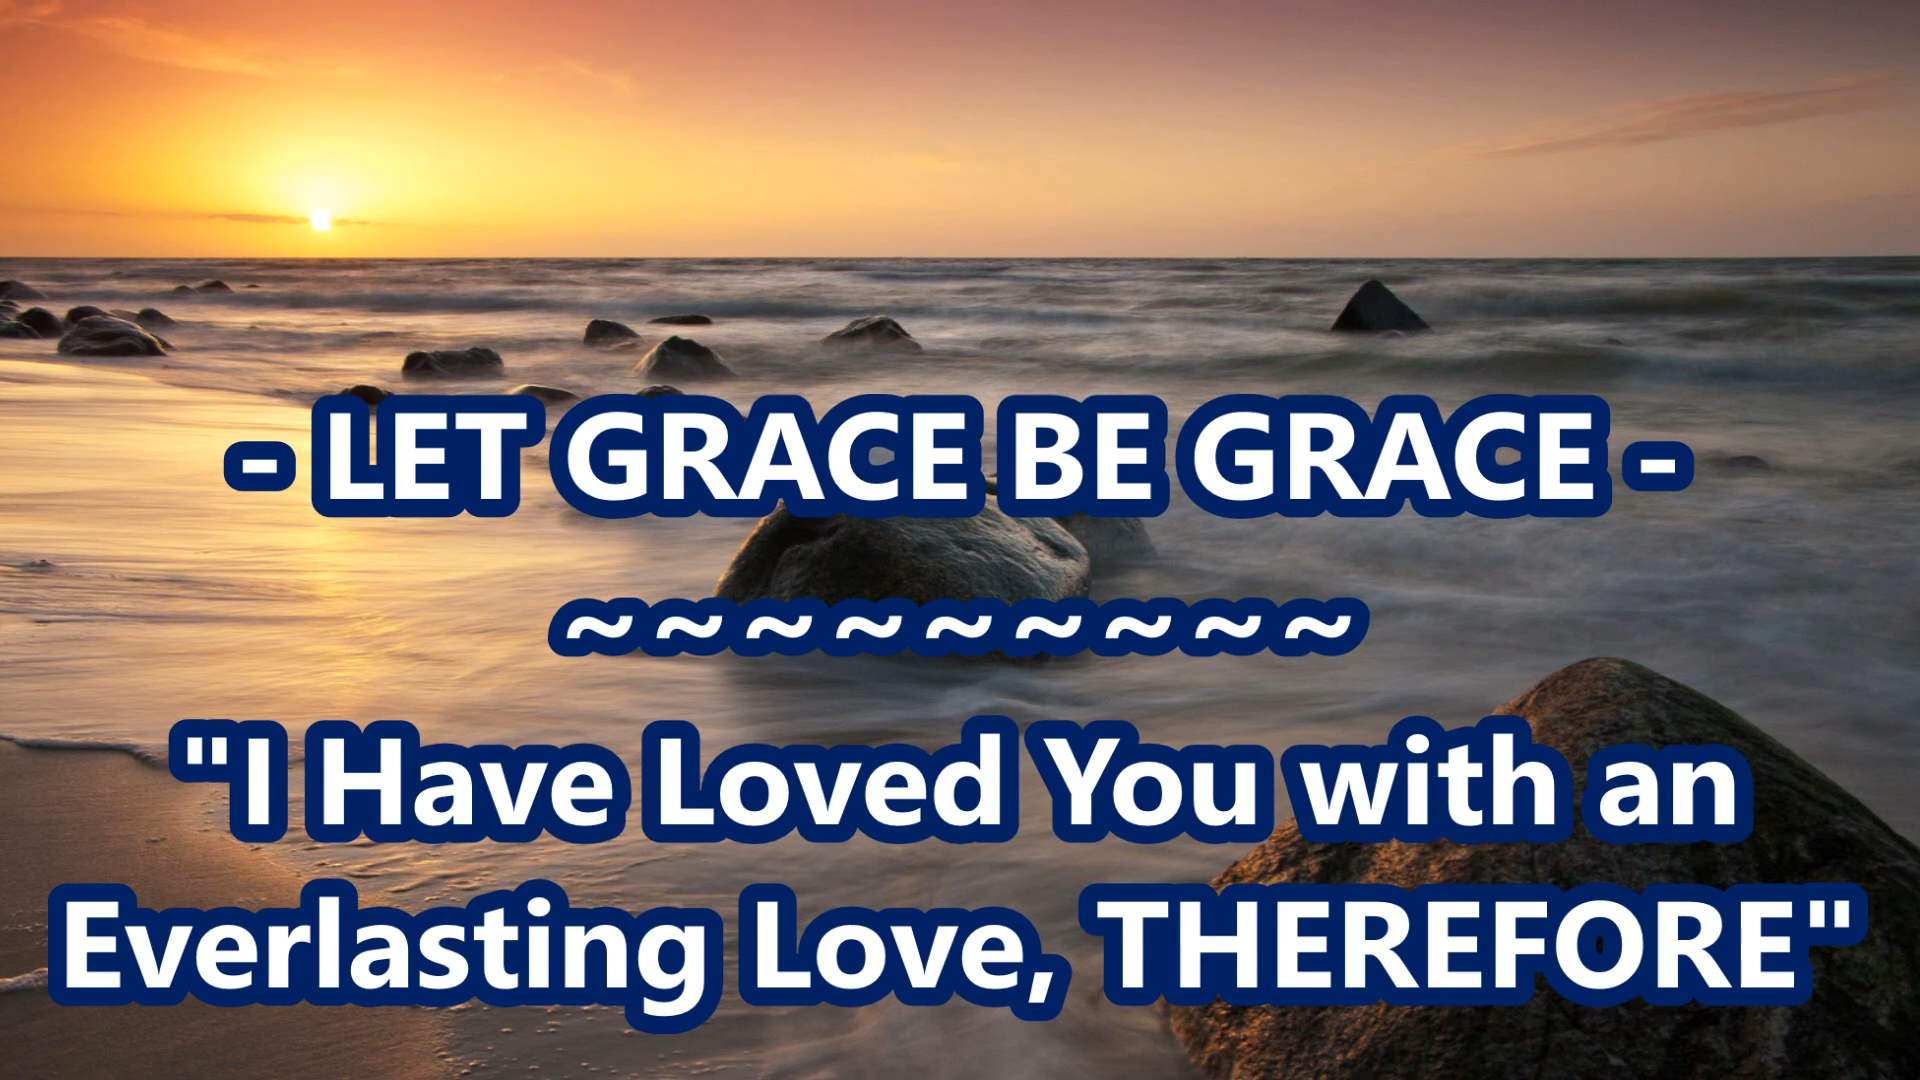 - LET GRACE BE GRACE -
~ ~ ~ ~ ~ ~ ~ ~ ~
"I Have Loved You with an
Everlasting Love, THEREFORE"